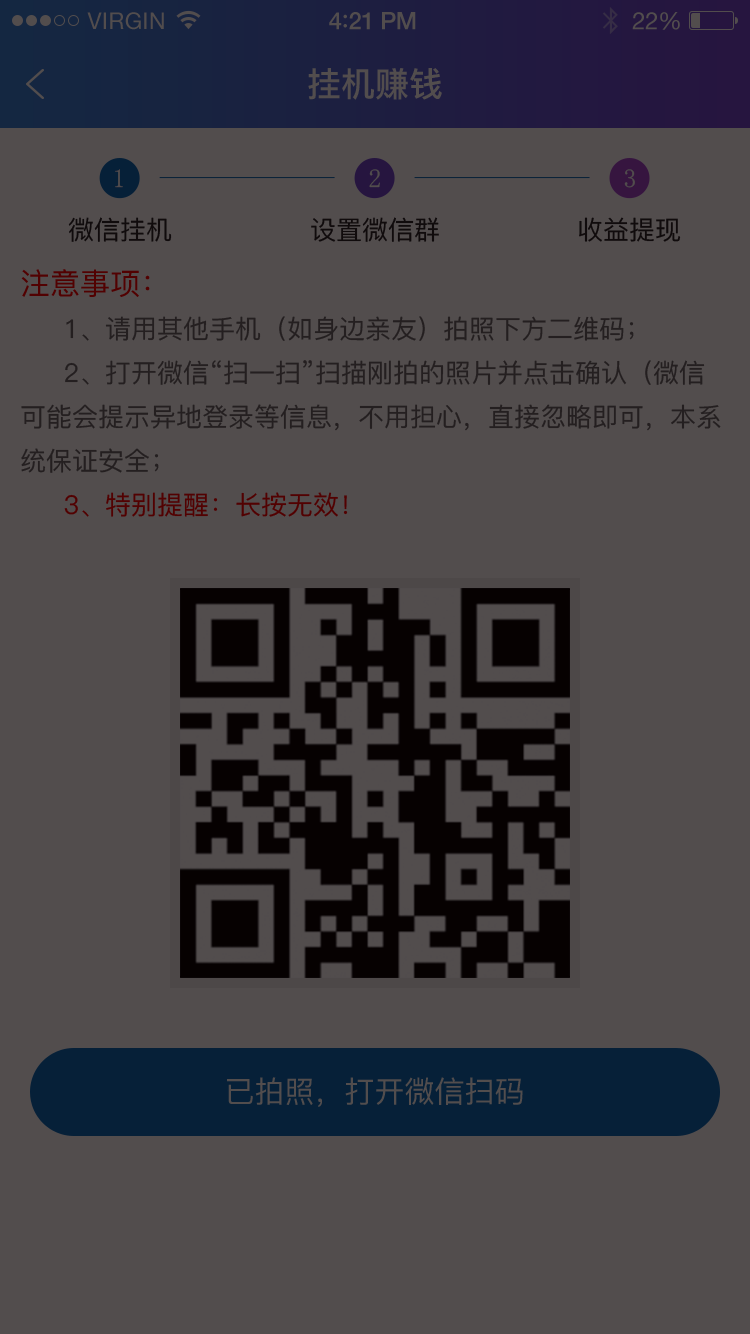 VIRGIN 4:21 PM 22%
挂机赚钱
1 2 3
微信挂机 设置微信群 收益提现
注意事项：
1、请用其他手机（如身边亲友）拍照下方二维码；
2、打开微信“扫一扫”扫描刚拍的照片并点击确认（微信
可能会提示异地登录等信息，不用担心，直接忽略即可，本系
统保证安全；
3、特别提醒：长按无效！
已拍照，打开微信扫码